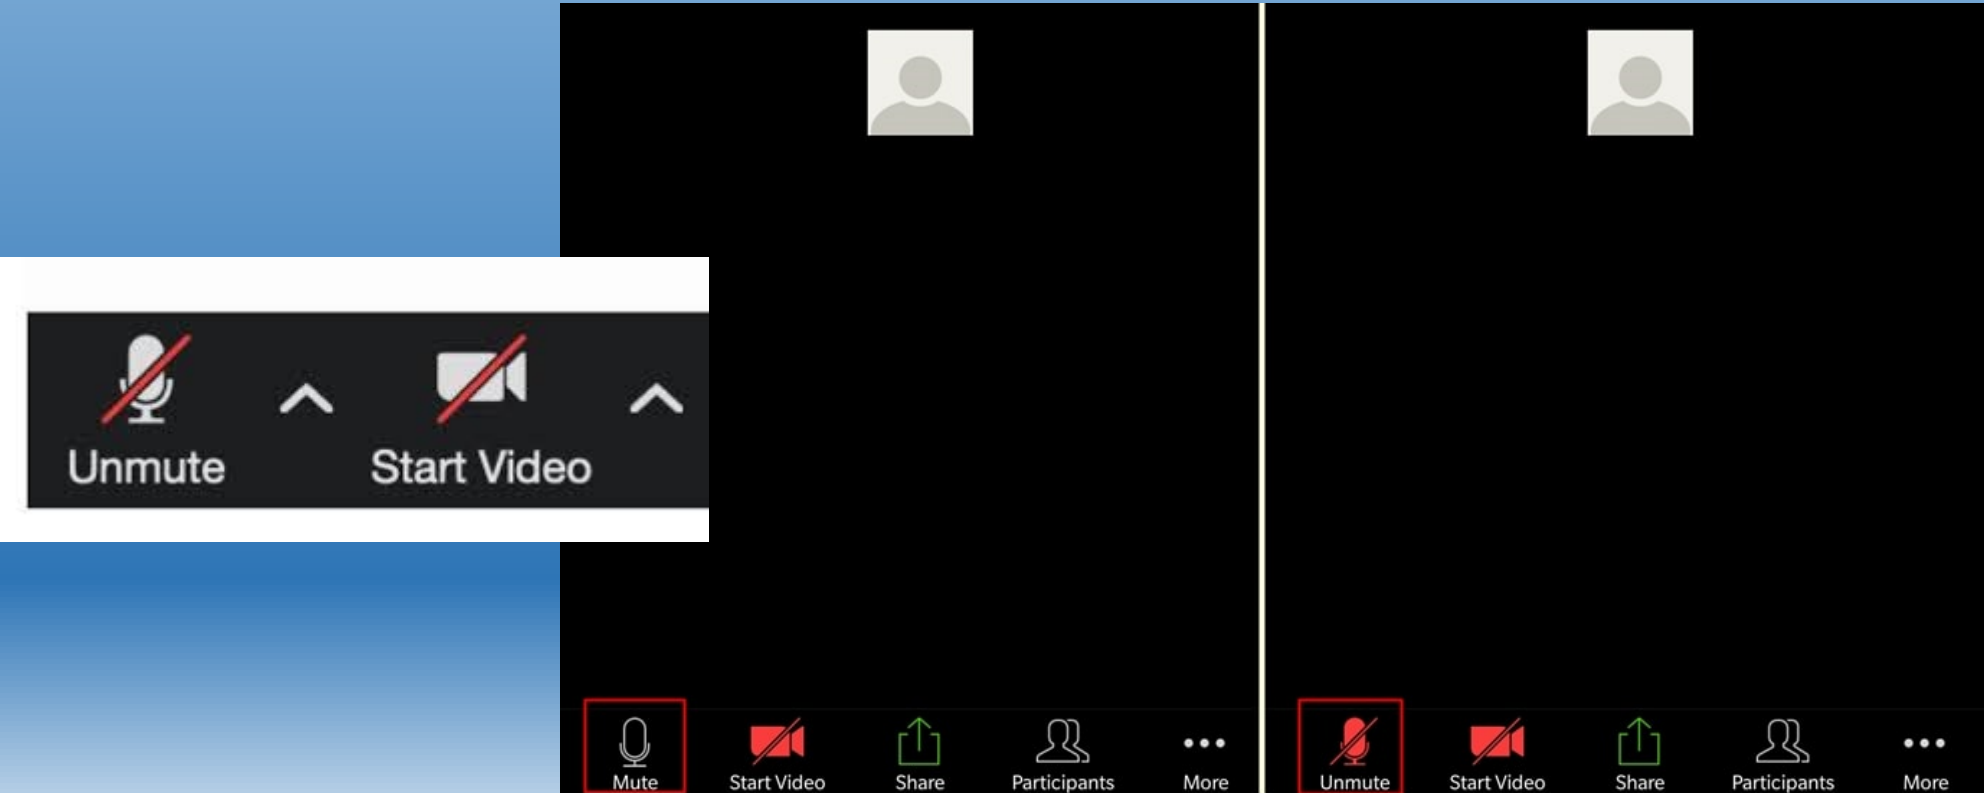 Unmute Start Video
Mute Start Video Share Participants More
Unmute Start Video Share Participants More